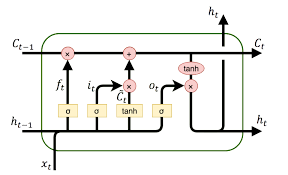 hₜ
Cₜ₋₁ × + Cₜ
tanh
fₜ iₜ × oₜ ×
C̃ₜ
σ σ tanh σ
hₜ₋₁ hₜ
xₜ